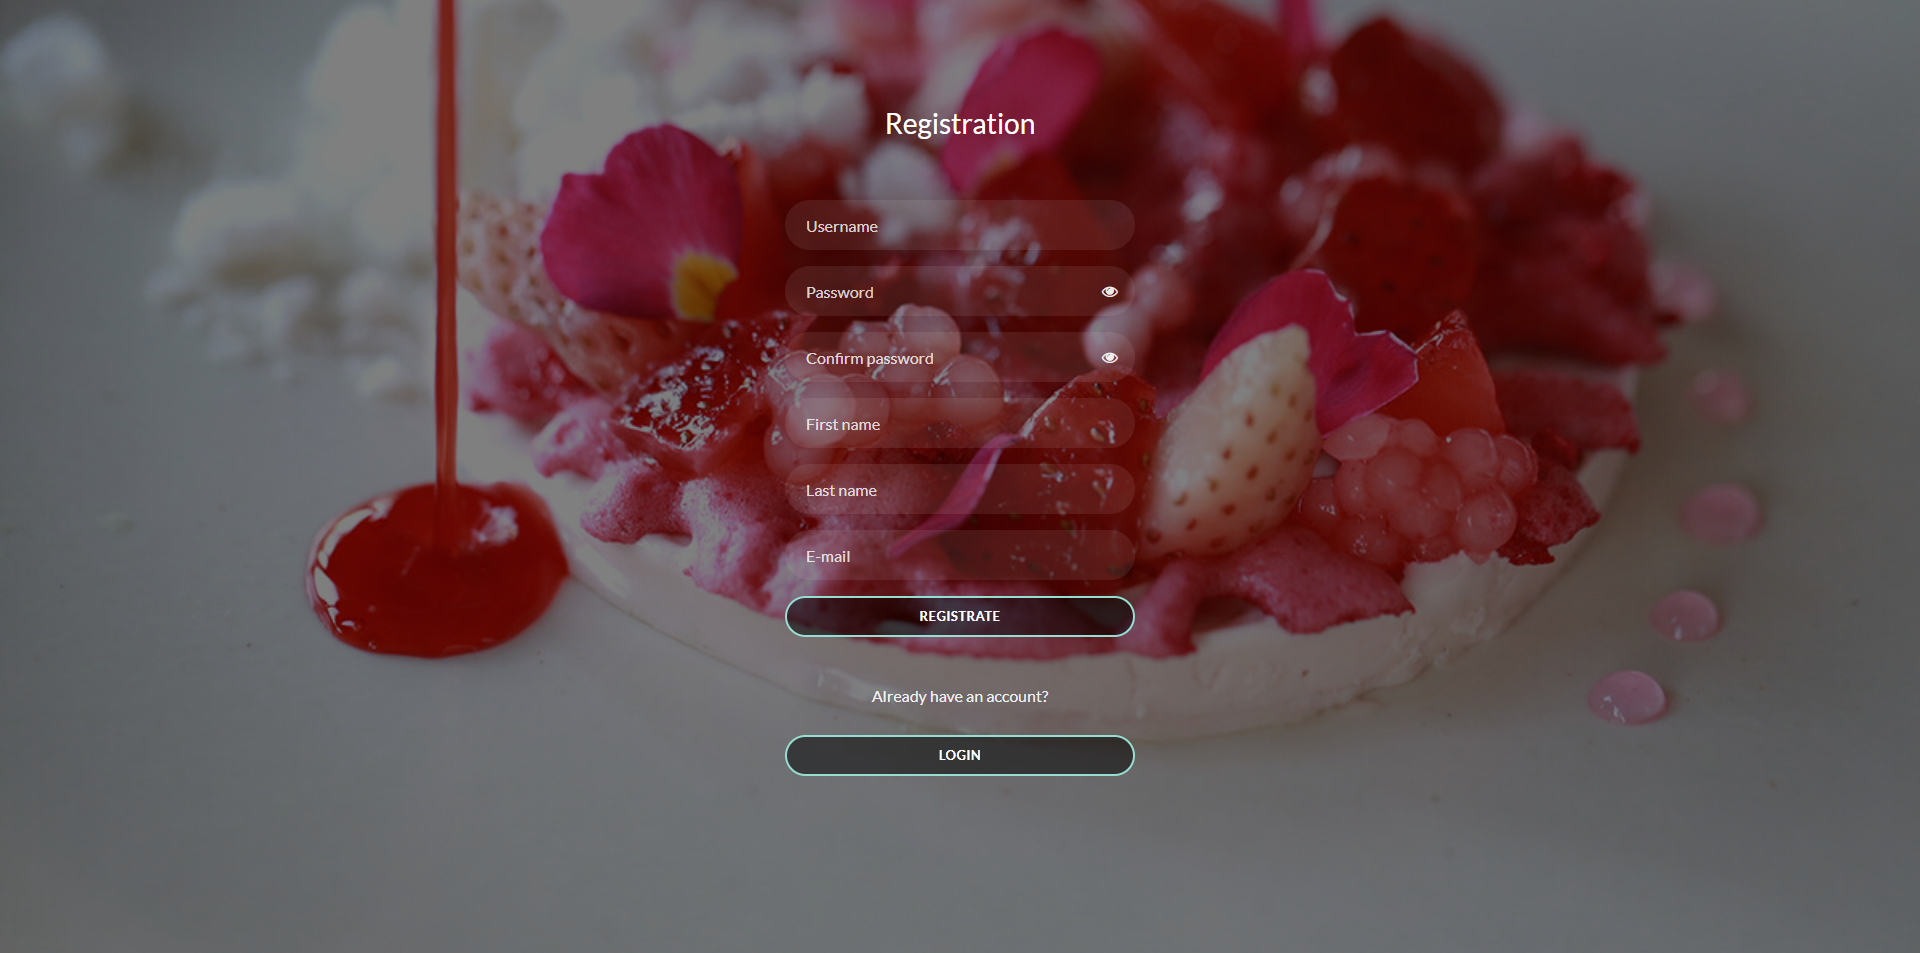 Registration
Username
Password
Confirm password
First name
Last name
E-mail
REGISTRATE
Already have an account?
LOGIN